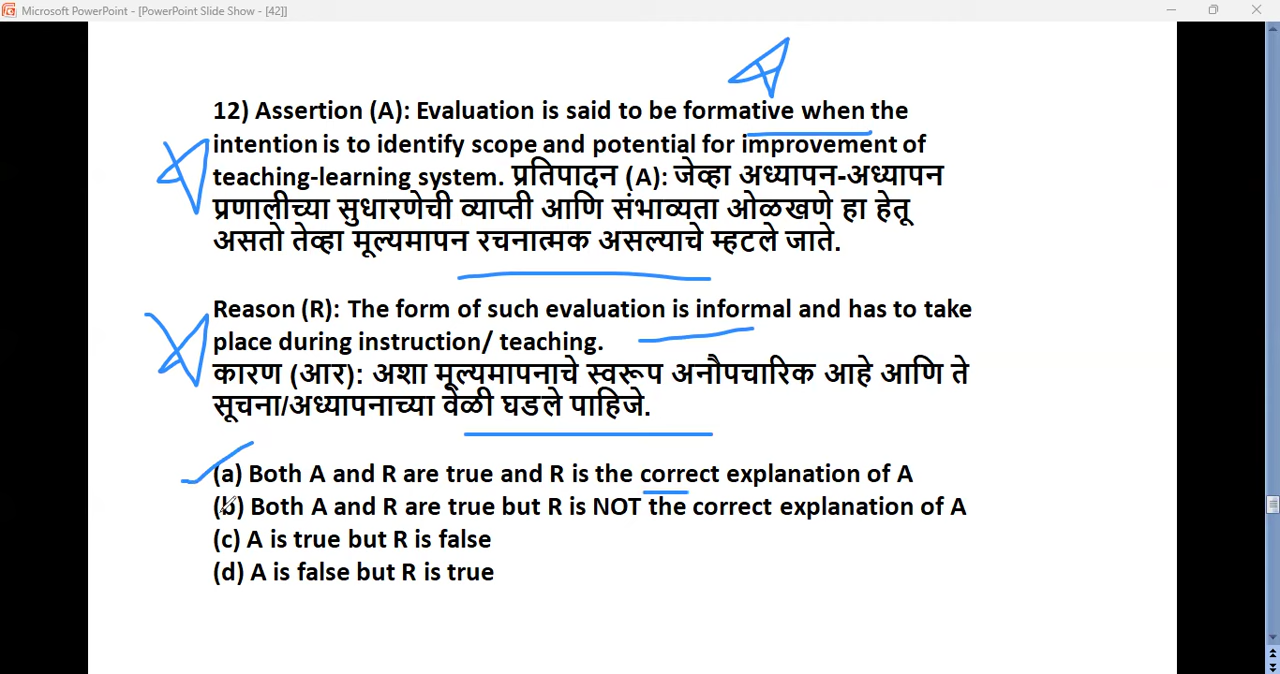 Microsoft PowerPoint - [PowerPoint Slide Show - [42]]
12) Assertion (A): Evaluation is said to be formative when the
intention is to identify scope and potential for improvement of
teaching-learning system. प्रतिपादन (A): जेव्हा अध्यापन-अध्यापन
प्रणालीच्या सुधारणेची व्याप्ती आणि संभाव्यता ओळखणे हा हेतू
असतो तेव्हा मूल्यमापन रचनात्मक असल्याचे म्हटले जाते.
Reason (R): The form of such evaluation is informal and has to take
place during instruction/ teaching.
कारण (आर): अशा मूल्यमापनाचे स्वरूप अनौपचारिक आहे आणि ते
सूचना/अध्यापनाच्या वेळी घडले पाहिजे.
(a) Both A and R are true and R is the correct explanation of A
(b) Both A and R are true but R is NOT the correct explanation of A
(c) A is true but R is false
(d) A is false but R is true